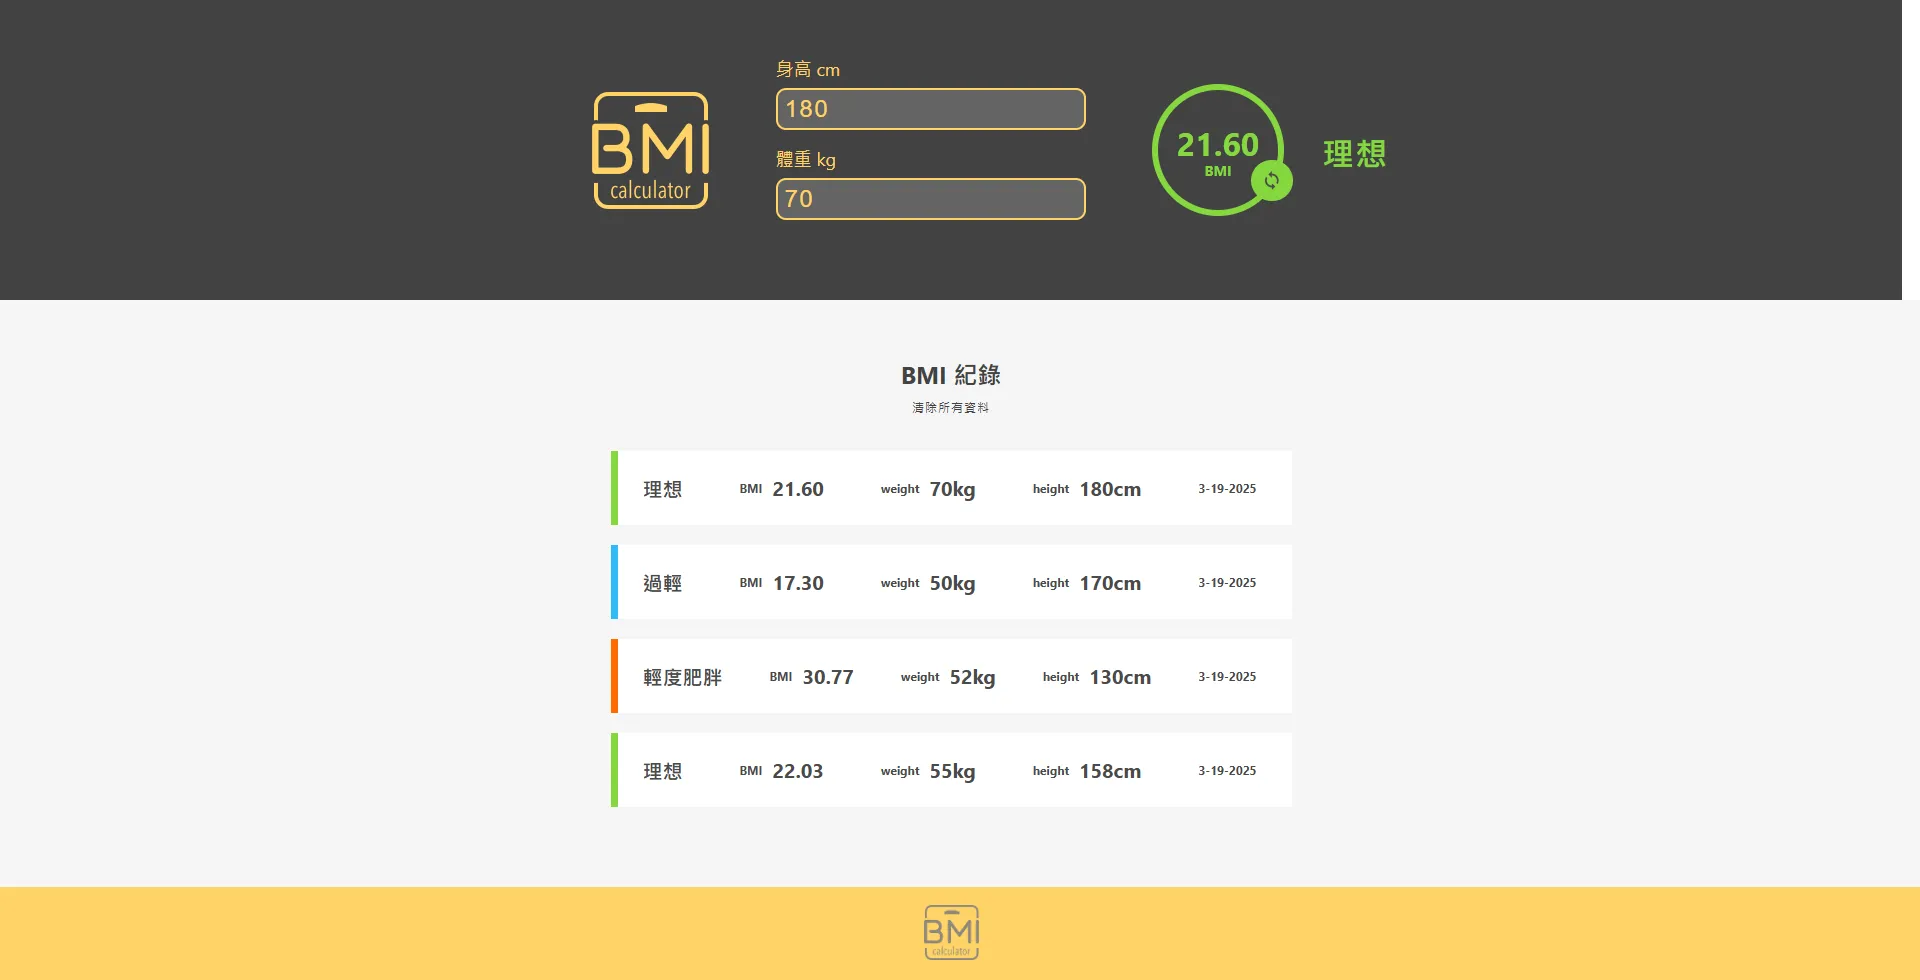 BMI
calculator
身高 cm
180
體重 kg
70
21.60
BMI
理想
BMI 紀錄
清除所有資料
理想 BMI 21.60 weight 70kg height 180cm 3-19-2025
過輕 BMI 17.30 weight 50kg height 170cm 3-19-2025
輕度肥胖 BMI 30.77 weight 52kg height 130cm 3-19-2025
理想 BMI 22.03 weight 55kg height 158cm 3-19-2025
BMI
calculator